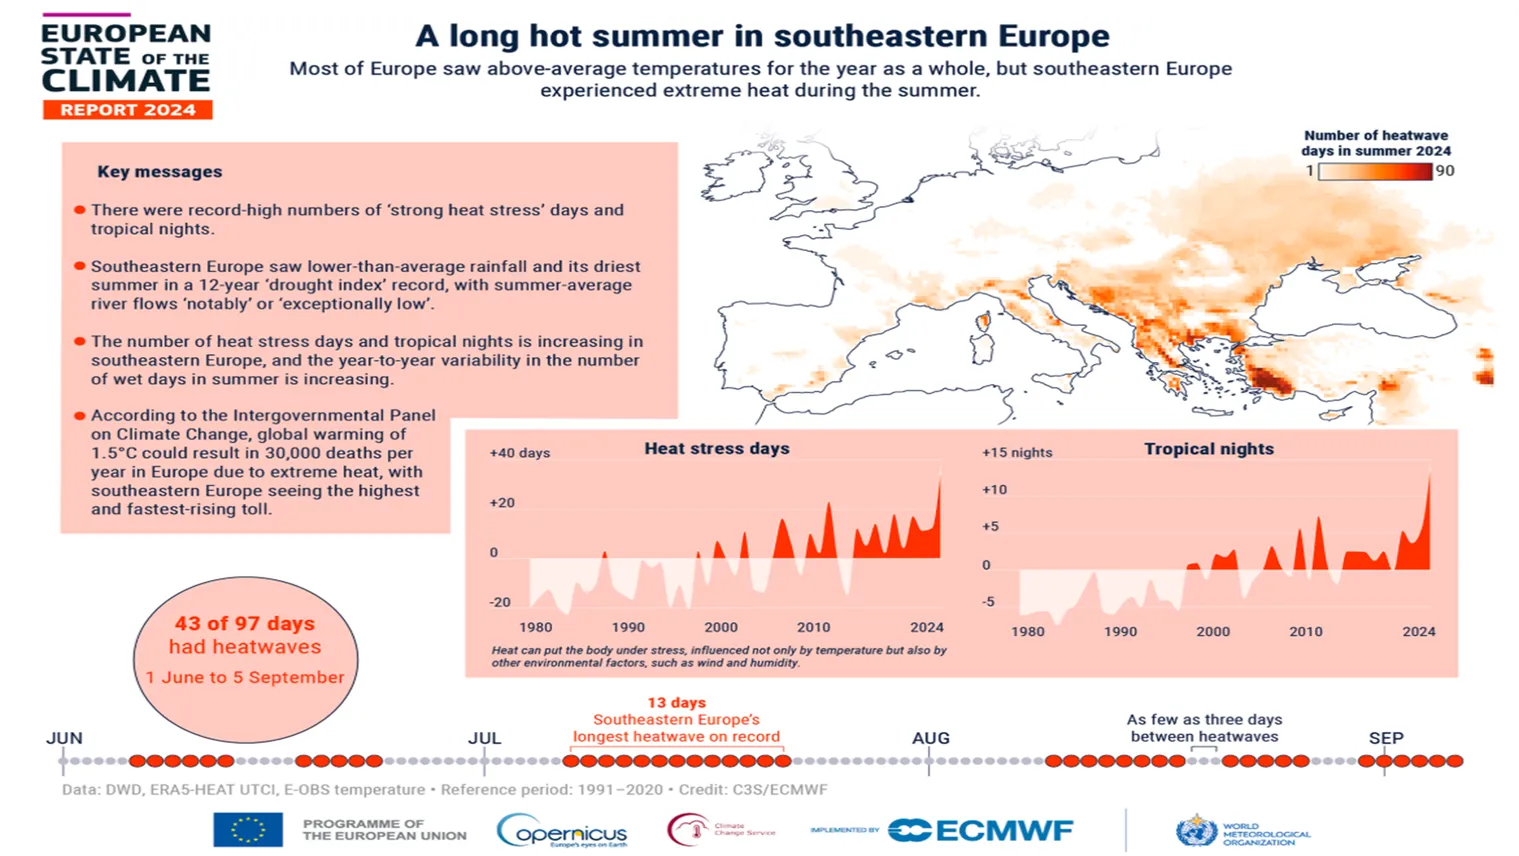 EUROPEAN
STATE OF THE
CLIMATE
REPORT 2024
A long hot summer in southeastern Europe
Most of Europe saw above-average temperatures for the year as a whole, but southeastern Europe
experienced extreme heat during the summer.
Key messages
There were record-high numbers of ‘strong heat stress’ days and
tropical nights.
Southeastern Europe saw lower-than-average rainfall and its driest
summer in a 12-year ‘drought index’ record, with summer-average
river flows ‘notably’ or ‘exceptionally low’.
The number of heat stress days and tropical nights is increasing in
southeastern Europe, and the year-to-year variability in the number
of wet days in summer is increasing.
According to the Intergovernmental Panel
on Climate Change, global warming of
1.5°C could result in 30,000 deaths per
year in Europe due to extreme heat, with
southeastern Europe seeing the highest
and fastest-rising toll.
Number of heatwave
days in summer 2024
1 90
Heat stress days
+40 days
+20
0
-20
1980 1990 2000 2010 2024
Heat can put the body under stress, influenced not only by temperature but also by
other environmental factors, such as wind and humidity.
Tropical nights
+15 nights
+10
+5
0
-5
1980 1990 2000 2010 2024
43 of 97 days
had heatwaves
1 June to 5 September
13 days
Southeastern Europe’s
longest heatwave on record
As few as three days
between heatwaves
JUN JUL AUG SEP
Data: DWD, ERA5-HEAT UTCI, E-OBS temperature • Reference period: 1991–2020 • Credit: C3S/ECMWF
PROGRAMME OF
THE EUROPEAN UNION
opernicus
Europe's eyes on Earth
Climate
Change Service
IMPLEMENTED BY
ECMWF
WORLD
METEOROLOGICAL
ORGANIZATION